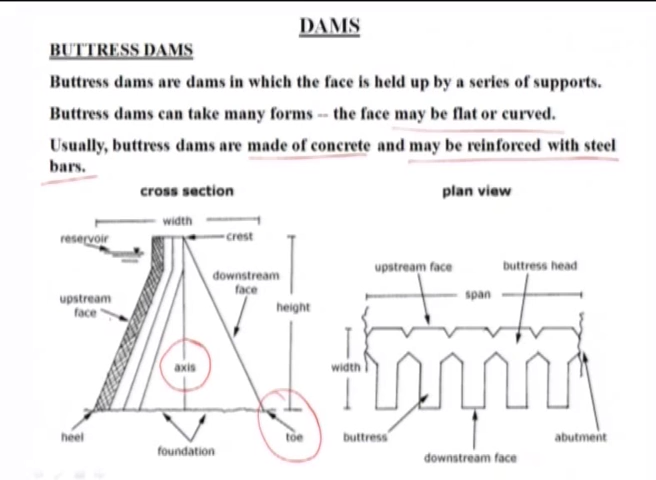 DAMS
BUTTRESS DAMS
Buttress dams are dams in which the face is held up by a series of supports.
Buttress dams can take many forms -- the face may be flat or curved.
Usually, buttress dams are made of concrete and may be reinforced with steel
bars.
cross section
width
reservoir
crest
downstream
face
upstream
face
height
axis
heel
foundation
toe
plan view
upstream face
buttress head
span
width
buttress
abutment
downstream face